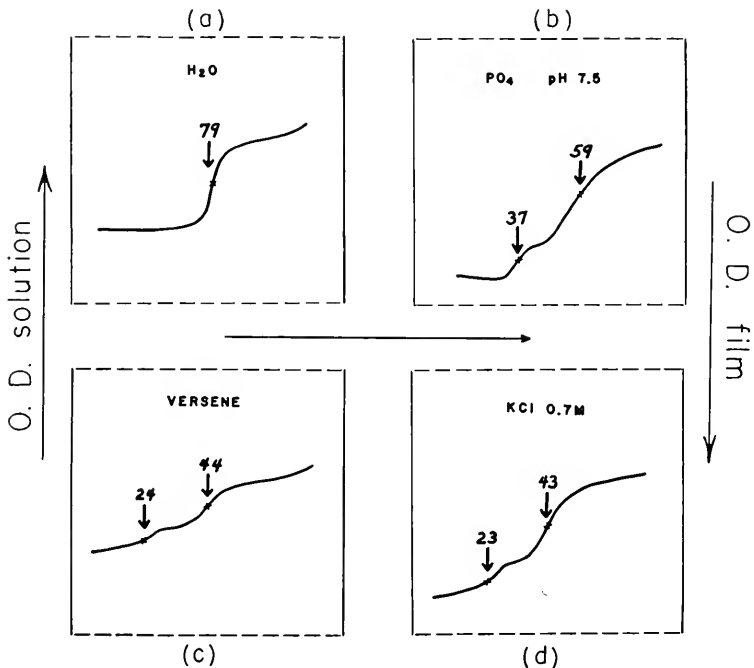 (a)
(b)
H₂O
79
PO₄ pH 7.5
59
37
O. D. solution
O. D. film
VERSENE
24
44
KCl 0.7M
43
23
(c)
(d)